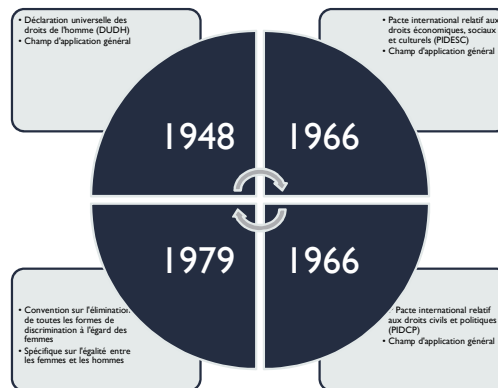 • Déclaration universelle des
droits de l'homme (DUDH)
• Champ d'application général
• Pacte international relatif aux
droits économiques, sociaux
et culturels (PIDESC)
• Champ d'application général
1948
1966
1979
1966
• Convention sur l'élimination
de toutes les formes de
discrimination à l'égard des
femmes
• Spécifique sur l'égalité entre
les femmes et les hommes
• Pacte international relatif
aux droits civils et politiques
(PIDCP)
• Champ d'application général